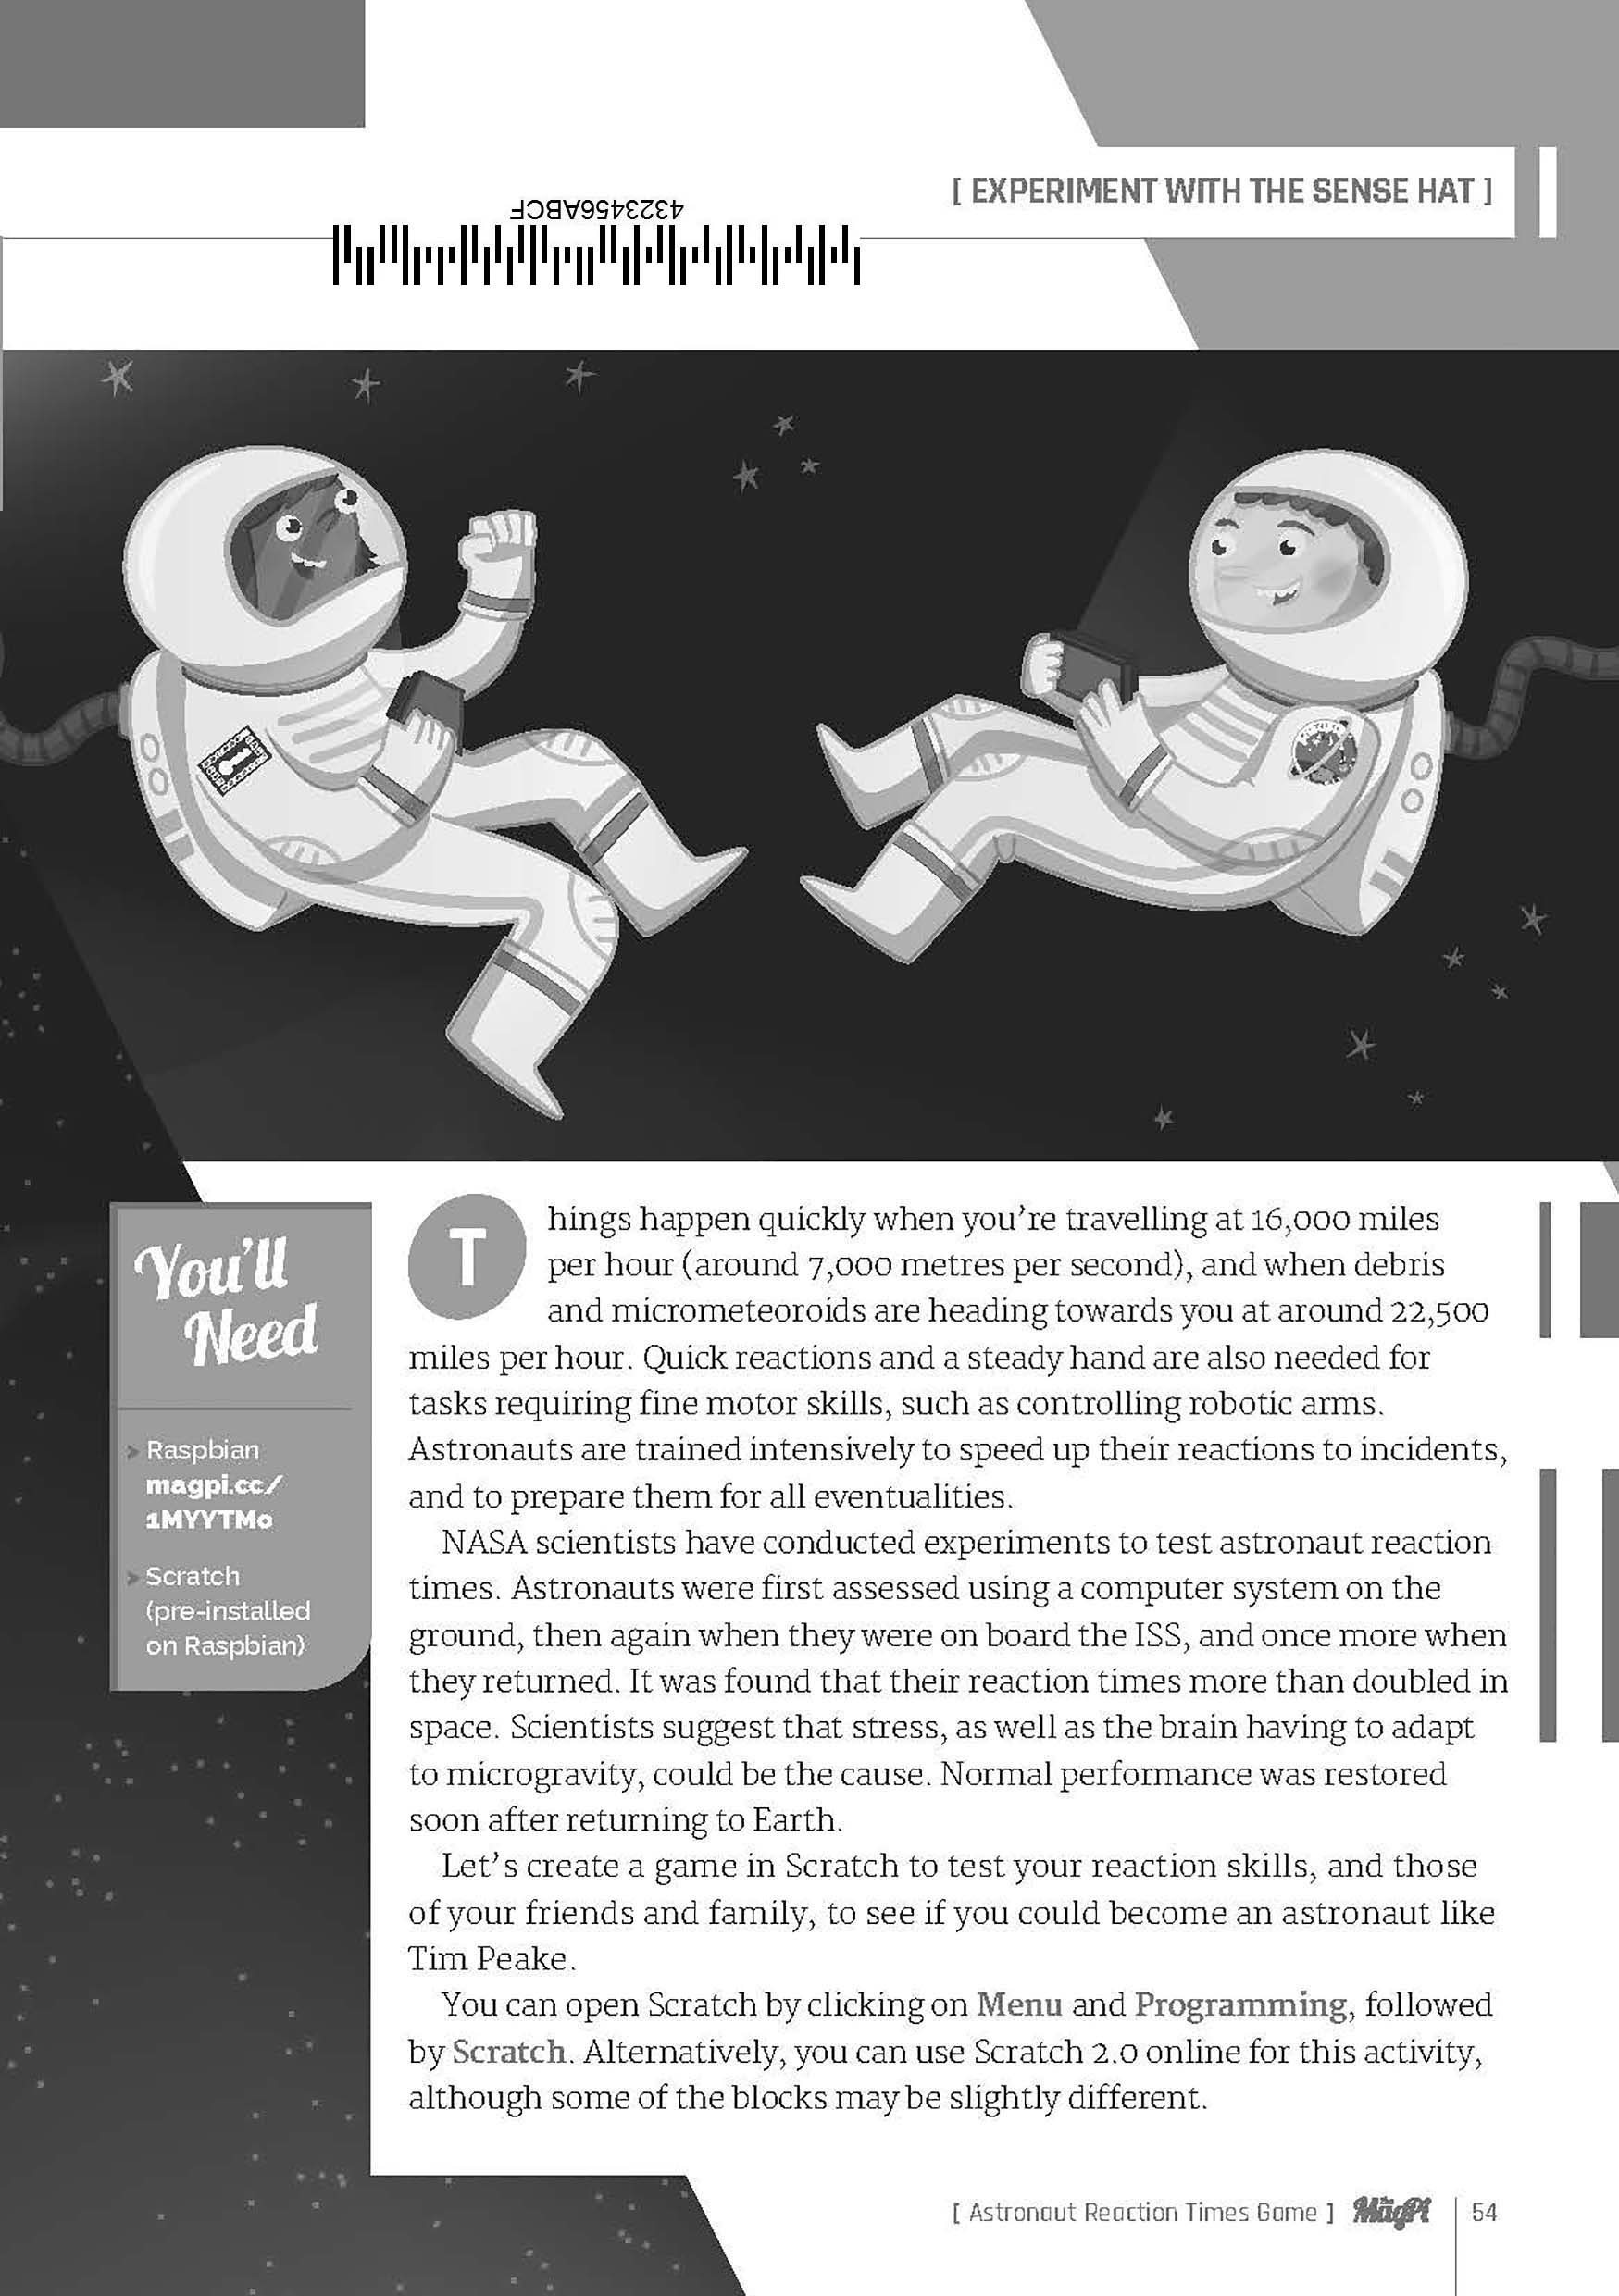 [ EXPERIMENT WITH THE SENSE HAT ]
4323456ABCF
Things happen quickly when you’re travelling at 16,000 miles
per hour (around 7,000 metres per second), and when debris
and micrometeoroids are heading towards you at around 22,500
miles per hour. Quick reactions and a steady hand are also needed for
tasks requiring fine motor skills, such as controlling robotic arms.
Astronauts are trained intensively to speed up their reactions to incidents,
and to prepare them for all eventualities.
NASA scientists have conducted experiments to test astronaut reaction
times. Astronauts were first assessed using a computer system on the
ground, then again when they were on board the ISS, and once more when
they returned. It was found that their reaction times more than doubled in
space. Scientists suggest that stress, as well as the brain having to adapt
to microgravity, could be the cause. Normal performance was restored
soon after returning to Earth.
Let’s create a game in Scratch to test your reaction skills, and those
of your friends and family, to see if you could become an astronaut like
Tim Peake.
You can open Scratch by clicking on Menu and Programming, followed
by Scratch. Alternatively, you can use Scratch 2.0 online for this activity,
although some of the blocks may be slightly different.
You’ll
Need
> Raspbian
magpi.cc/
1MYYTMo
> Scratch
(pre-installed
on Raspbian)
[ Astronaut Reaction Times Game ] The MagPi 54